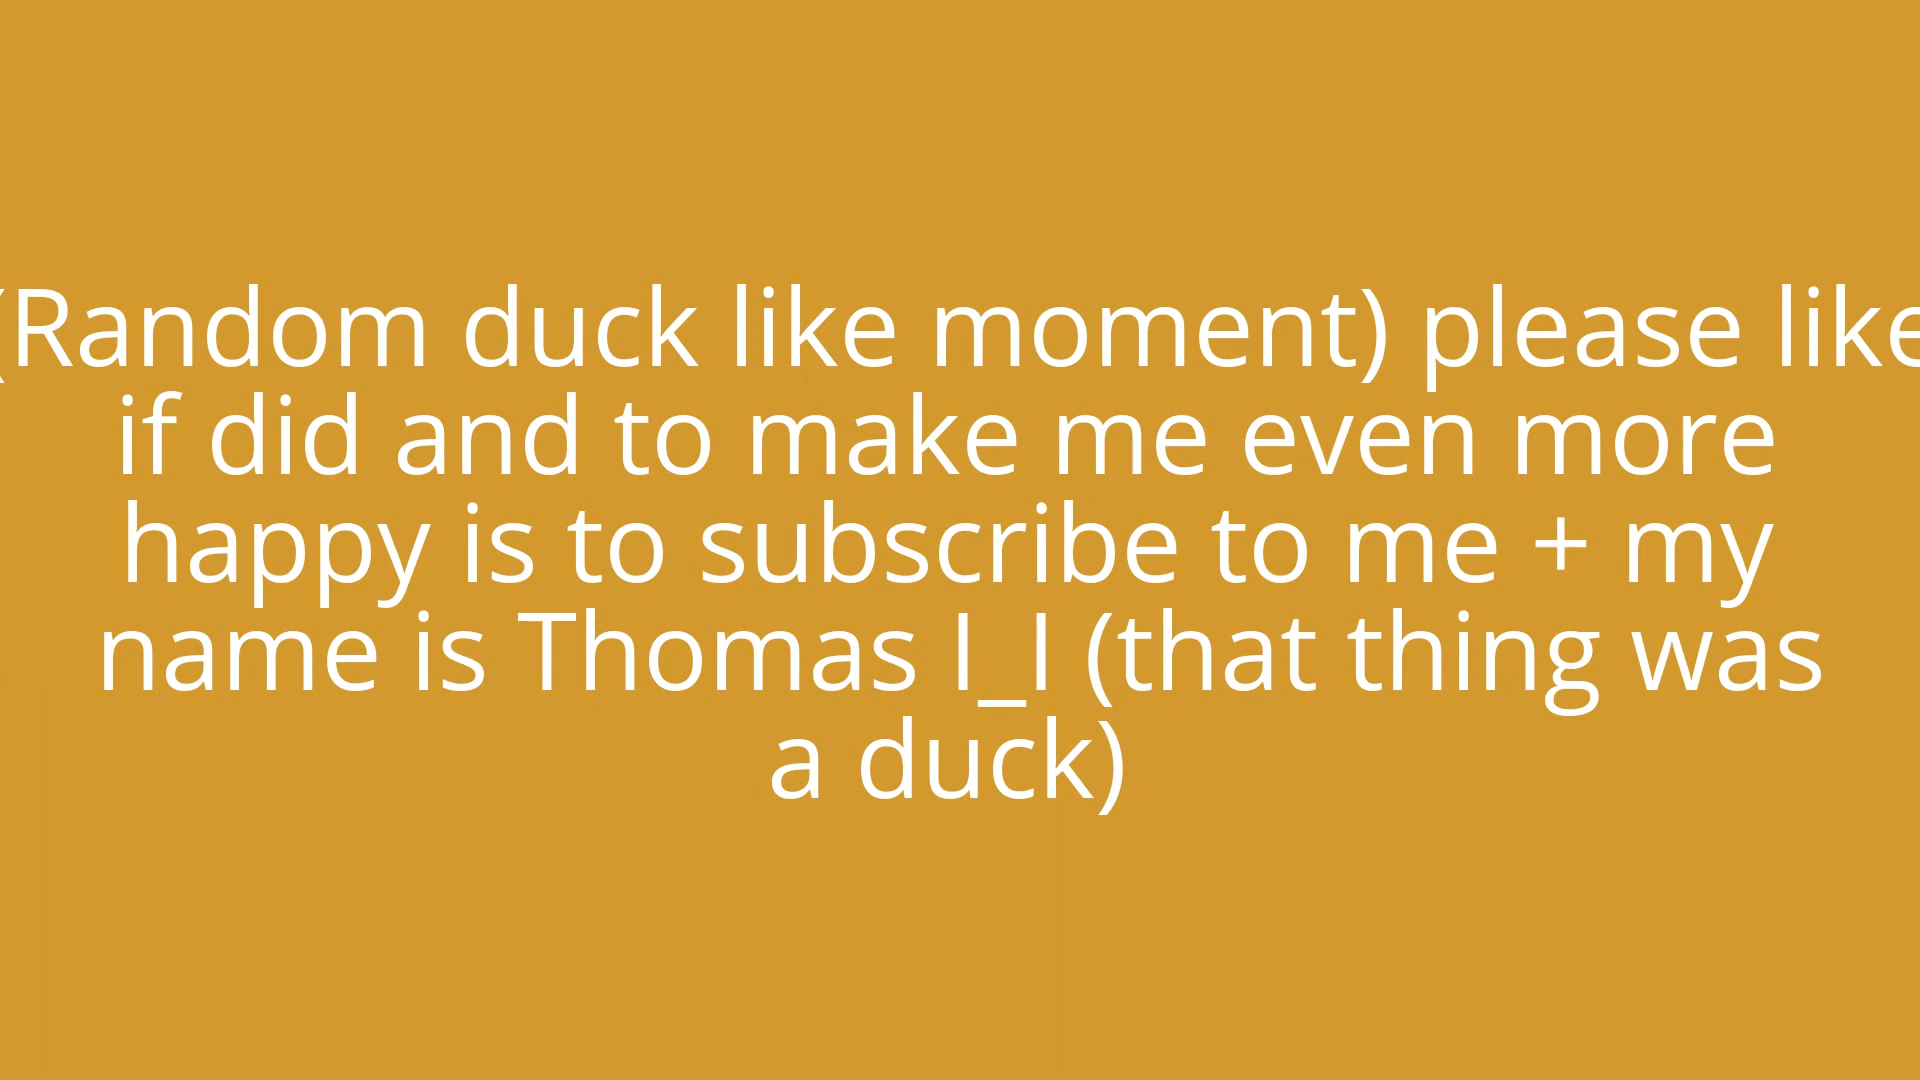 (Random duck like moment) please like
if did and to make me even more
happy is to subscribe to me + my
name is Thomas I_I (that thing was
a duck)